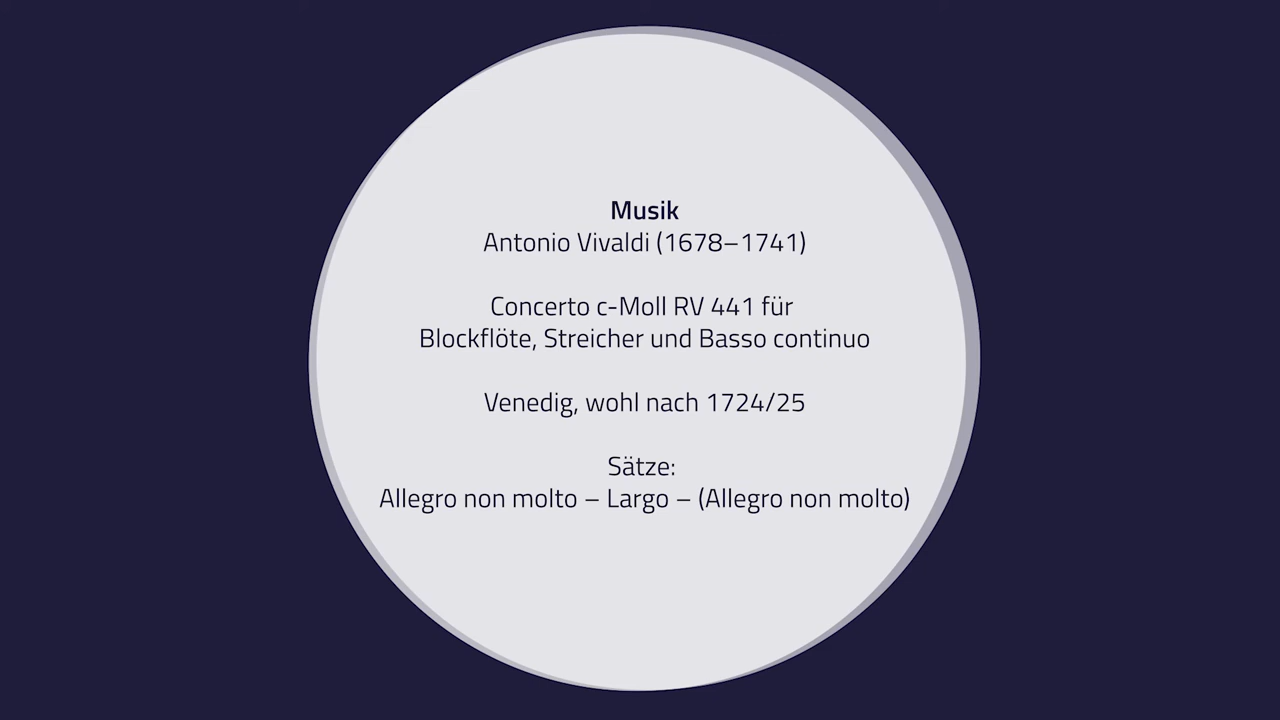 Musik
Antonio Vivaldi (1678–1741)
Concerto c-Moll RV 441 für
Blockflöte, Streicher und Basso continuo
Venedig, wohl nach 1724/25
Sätze:
Allegro non molto – Largo – (Allegro non molto)